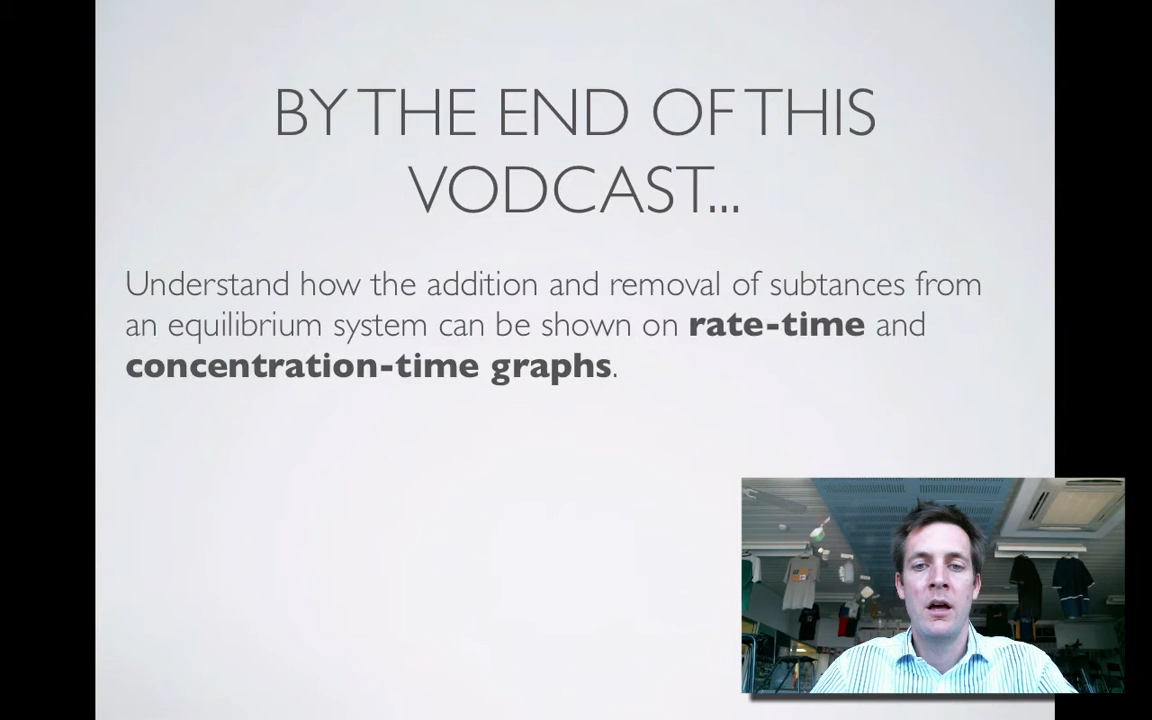 BY THE END OF THIS
VODCAST...
Understand how the addition and removal of subtances from
an equilibrium system can be shown on rate-time and
concentration-time graphs.